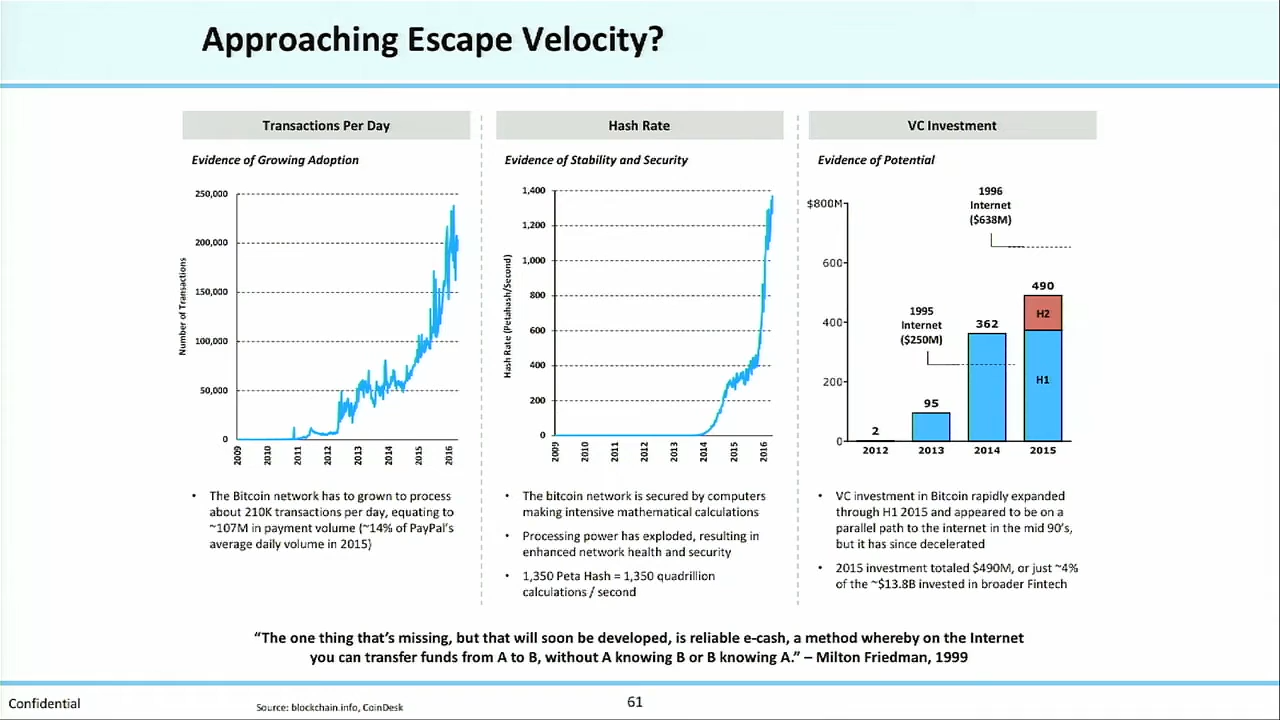 Approaching Escape Velocity?
Transactions Per Day
Evidence of Growing Adoption
Number of Transactions
250,000
200,000
150,000
100,000
50,000
0
2009
2010
2011
2012
2013
2014
2015
2016
• The Bitcoin network has to grown to process
about 210K transactions per day, equating to
~107M in payment volume (~14% of PayPal's
average daily volume in 2015)
Hash Rate
Evidence of Stability and Security
Hash Rate (Petahash/Second)
1,400
1,200
1,000
800
600
400
200
0
2009
2010
2011
2012
2013
2014
2015
2016
• The bitcoin network is secured by computers
making intensive mathematical calculations
• Processing power has exploded, resulting in
enhanced network health and security
• 1,350 Peta Hash = 1,350 quadrillion
calculations / second
VC Investment
Evidence of Potential
$800M
600
400
200
0
1996
Internet
($638M)
1995
Internet
($250M)
2
95
362
490
H2
H1
2012
2013
2014
2015
• VC investment in Bitcoin rapidly expanded
through H1 2015 and appeared to be on a
parallel path to the internet in the mid 90's,
but it has since decelerated
• 2015 investment totaled $490M, or just ~4%
of the ~$13.8B invested in broader Fintech
"The one thing that's missing, but that will soon be developed, is reliable e-cash, a method whereby on the Internet
you can transfer funds from A to B, without A knowing B or B knowing A." – Milton Friedman, 1999
Confidential
Source: blockchain.info, CoinDesk
61